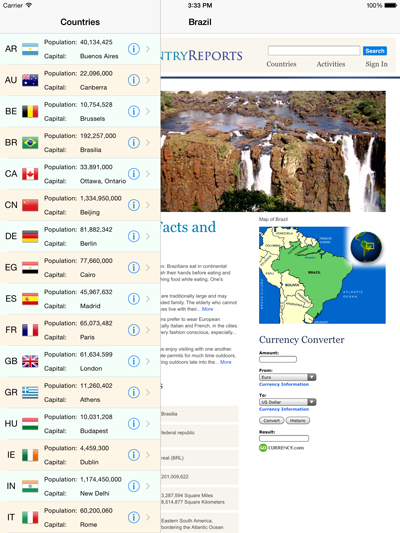 Carrier
3:33 PM
100%
Countries
Brazil
AR
Population: 40,134,425
Capital: Buenos Aires
AU
Population: 22,096,000
Capital: Canberra
BE
Population: 10,754,528
Capital: Brussels
BR
Population: 192,257,000
Capital: Brasilia
CA
Population: 33,891,000
Capital: Ottawa, Ontario
CN
Population: 1,334,950,000
Capital: Beijing
DE
Population: 81,882,342
Capital: Berlin
EG
Population: 77,660,000
Capital: Cairo
ES
Population: 45,967,632
Capital: Madrid
FR
Population: 65,073,482
Capital: Paris
GB
Population: 61,634,599
Capital: London
GR
Population: 11,260,402
Capital: Athens
HU
Population: 10,031,208
Capital: Budapest
IE
Population: 4,459,300
Capital: Dublin
IN
Population: 1,174,450,000
Capital: New Delhi
IT
Population: 60,200,060
Capital: Rome
NTRYREPORTS
Search
Countries Activities Sign In
Facts and
Brazilians eat in continental
sh their hands before eating and
hing food while eating. 'Once'
are traditionally large and may
nded family. The elderly who cannot
es live with their... More
ns prefer to wear European
ally Italian and French, in the cities.
ery fashion conscious, especially...
enjoy visiting with one another.
te permits for much time outdoors,
ting outdoors late into the... More
s
Brasilia
federal republic
real (BRL)
201,009,622
3,287,594 Square Miles
8,514,877 Square Kilometers
Eastern South America,
bordering the Atlantic Ocean
Map of Brazil
VENEZUELA
COLOMBIA
BRAZIL
BOLIVIA
Currency Converter
Amount:
From:
Euro
Currency Information
To:
US Dollar
Currency Information
Convert Historic
Result:
GOCURRENCY.com